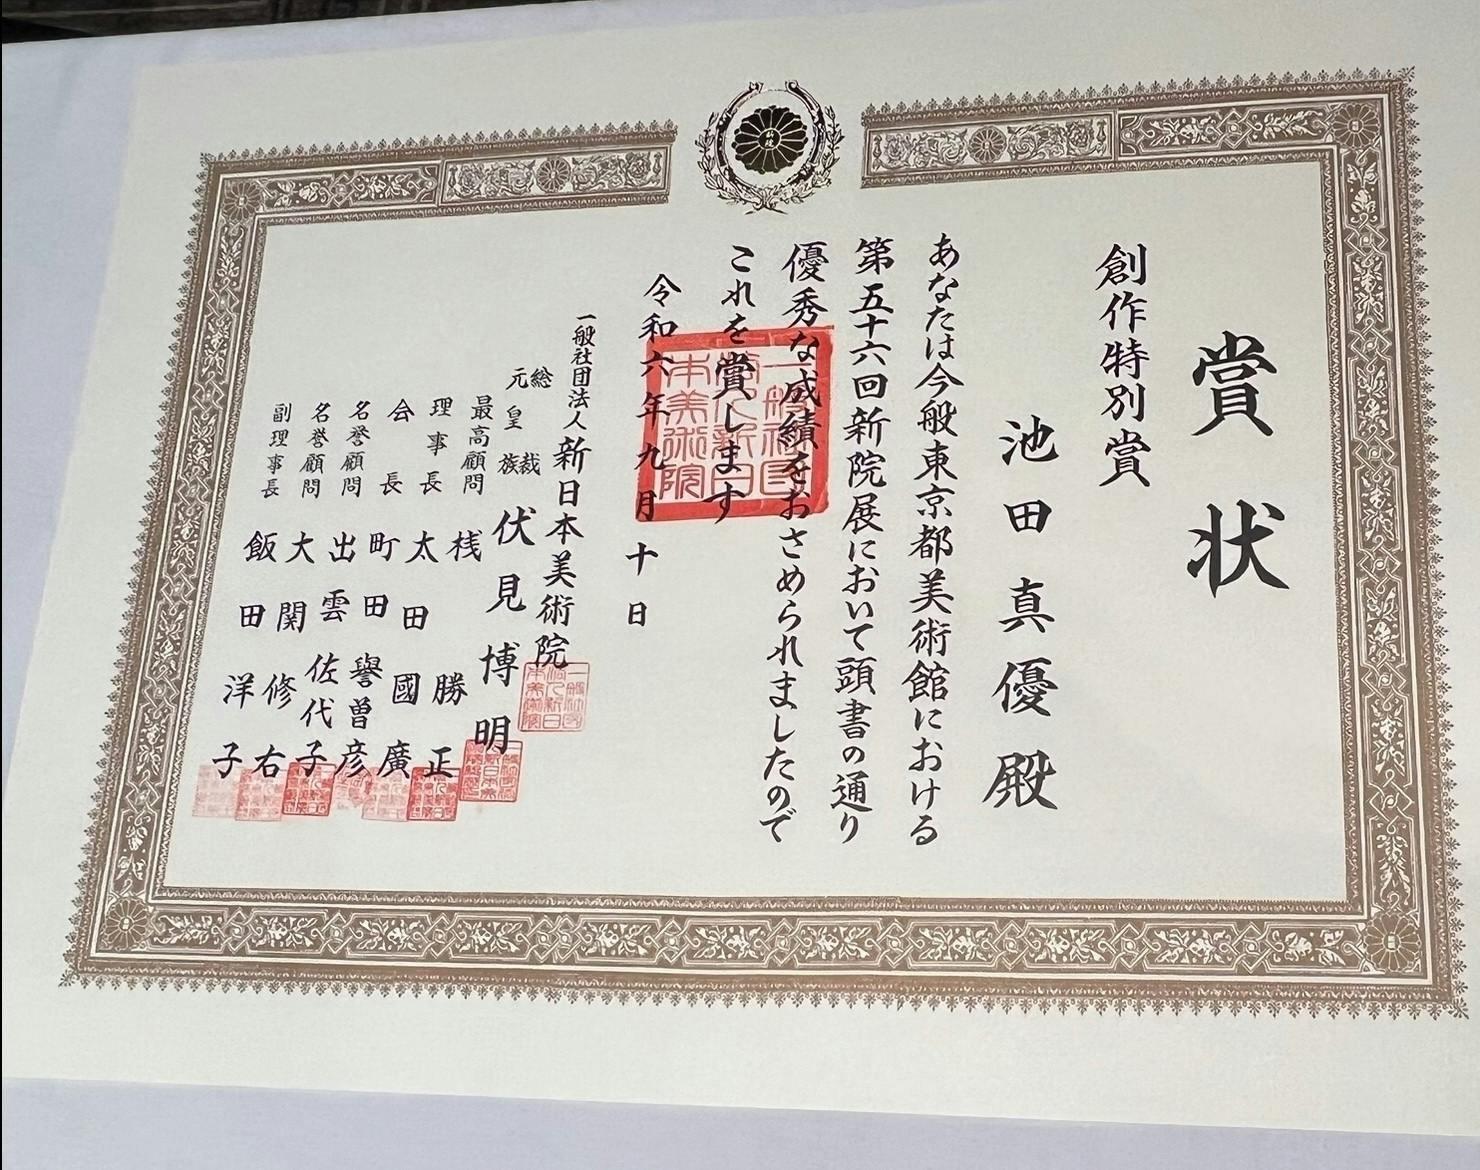 賞状
創作特別賞
池田真優殿
あなたは今般東京都美術館における
第五十六回新院展において頭書の通り
優秀な成績をおさめられましたので
これを賞します
令和六年九月十日
一般社団法人新日本美術院
総裁
元皇族 伏見博明
最高顧問 桟勝正
理事長 太田國廣
会長 町田譽曽彦
名誉顧問 出雲佐代子
名誉顧問 大関修右
副理事長 飯田洋子